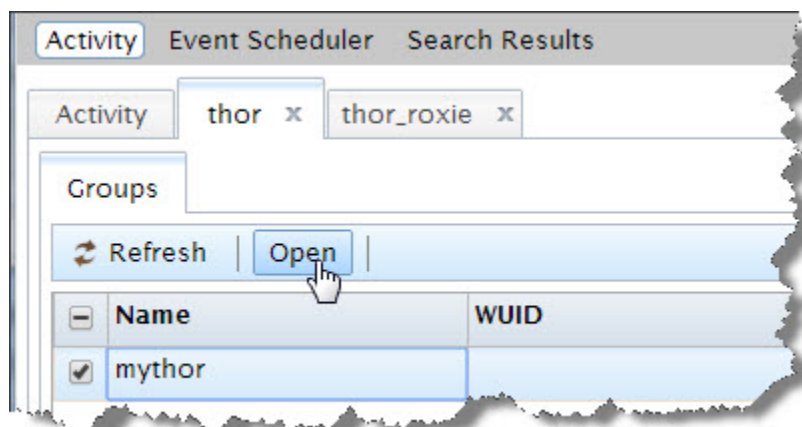 Activity Event Scheduler Search Results
Activity thor x thor_roxie x
Groups
Refresh Open
Name WUID
mythor